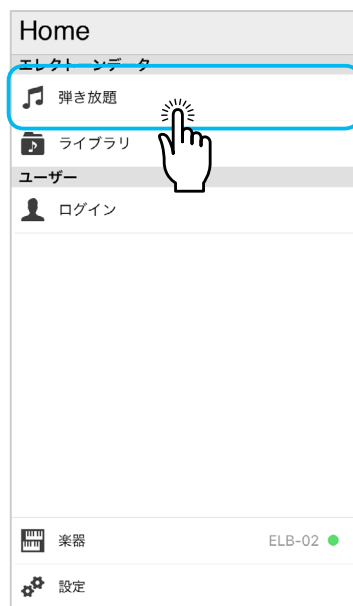 Home
エレクトーンデータ
弾き放題
ライブラリ
ユーザー
ログイン
楽器 ELB-02
設定